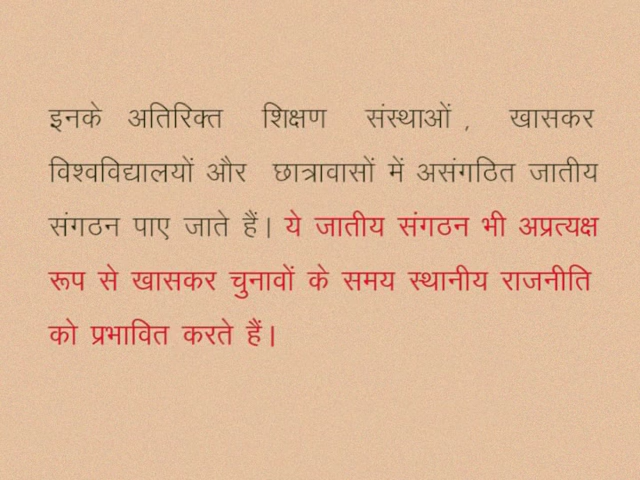 इनके अतिरिक्त शिक्षण संस्थाओं , खासकर
विश्वविद्यालयों और छात्रावासों में असंगठित जातीय
संगठन पाए जाते हैं। ये जातीय संगठन भी अप्रत्यक्ष
रूप से खासकर चुनावों के समय स्थानीय राजनीति
को प्रभावित करते हैं।